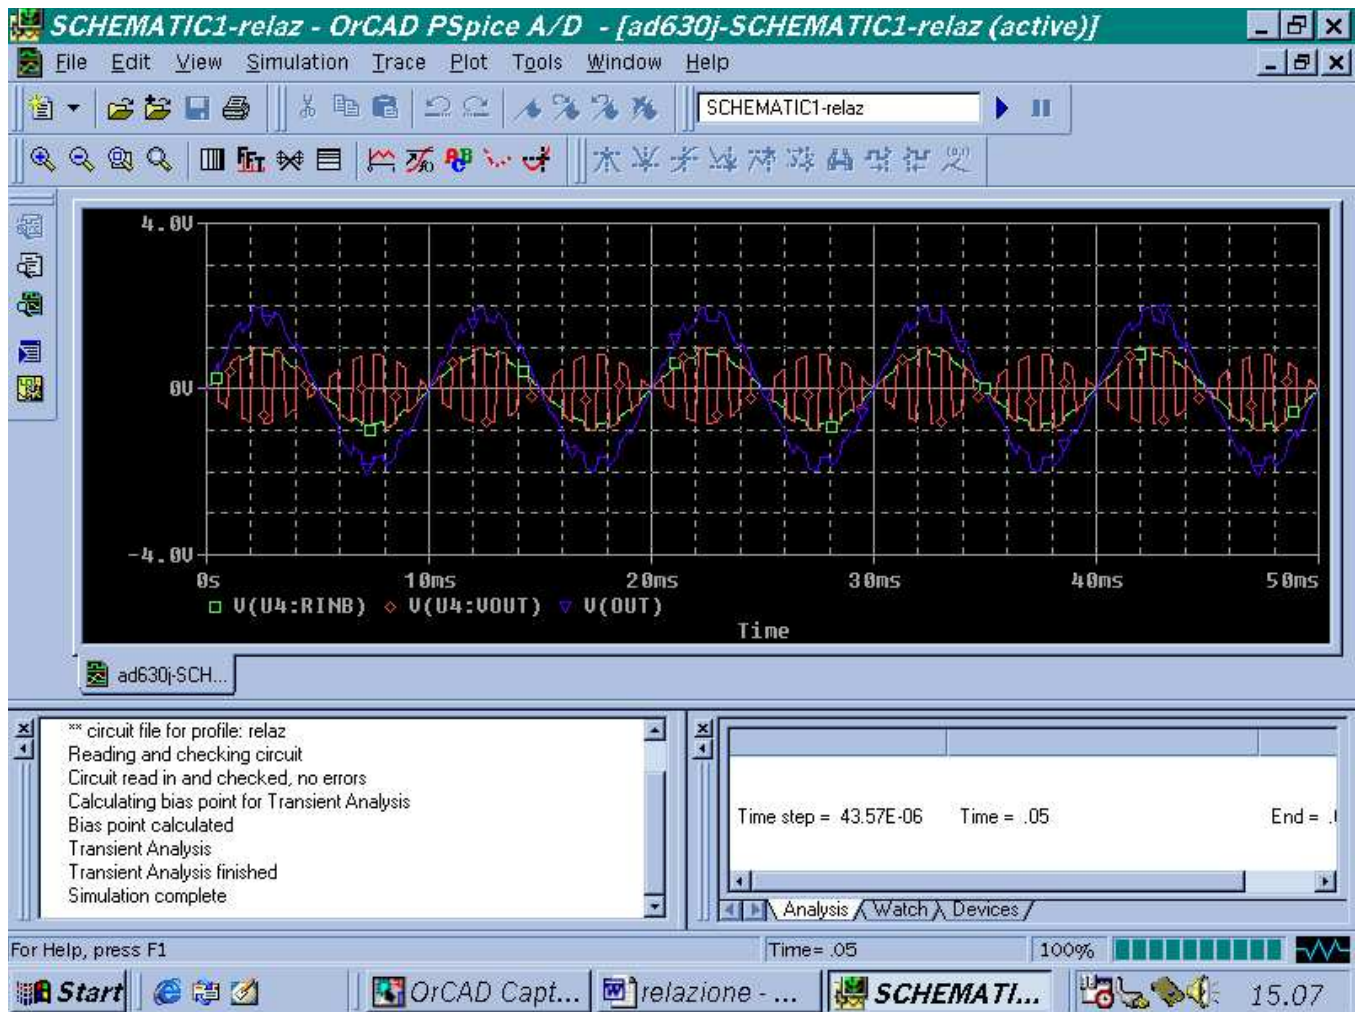 SCHEMATIC1-relaz - OrCAD PSpice A/D - [ad630j-SCHEMATIC1-relaz (active)]
File Edit View Simulation Trace Plot Tools Window Help
SCHEMATIC1-relaz
FFT
4.0V
0V
-4.0V
0s 10ms 20ms 30ms 40ms 50ms
V(U4:RINB) V(U4:VOUT) V(OUT)
Time
ad630j-SCH...
** circuit file for profile: relaz
Reading and checking circuit
Circuit read in and checked, no errors
Calculating bias point for Transient Analysis
Bias point calculated
Transient Analysis
Transient Analysis finished
Simulation complete
Time step = 43.57E-06 Time = .05 End = .
Analysis Watch Devices
For Help, press F1 Time= .05 100%
Start OrCAD Capt... relazione - ... SCHEMATI... 15.07